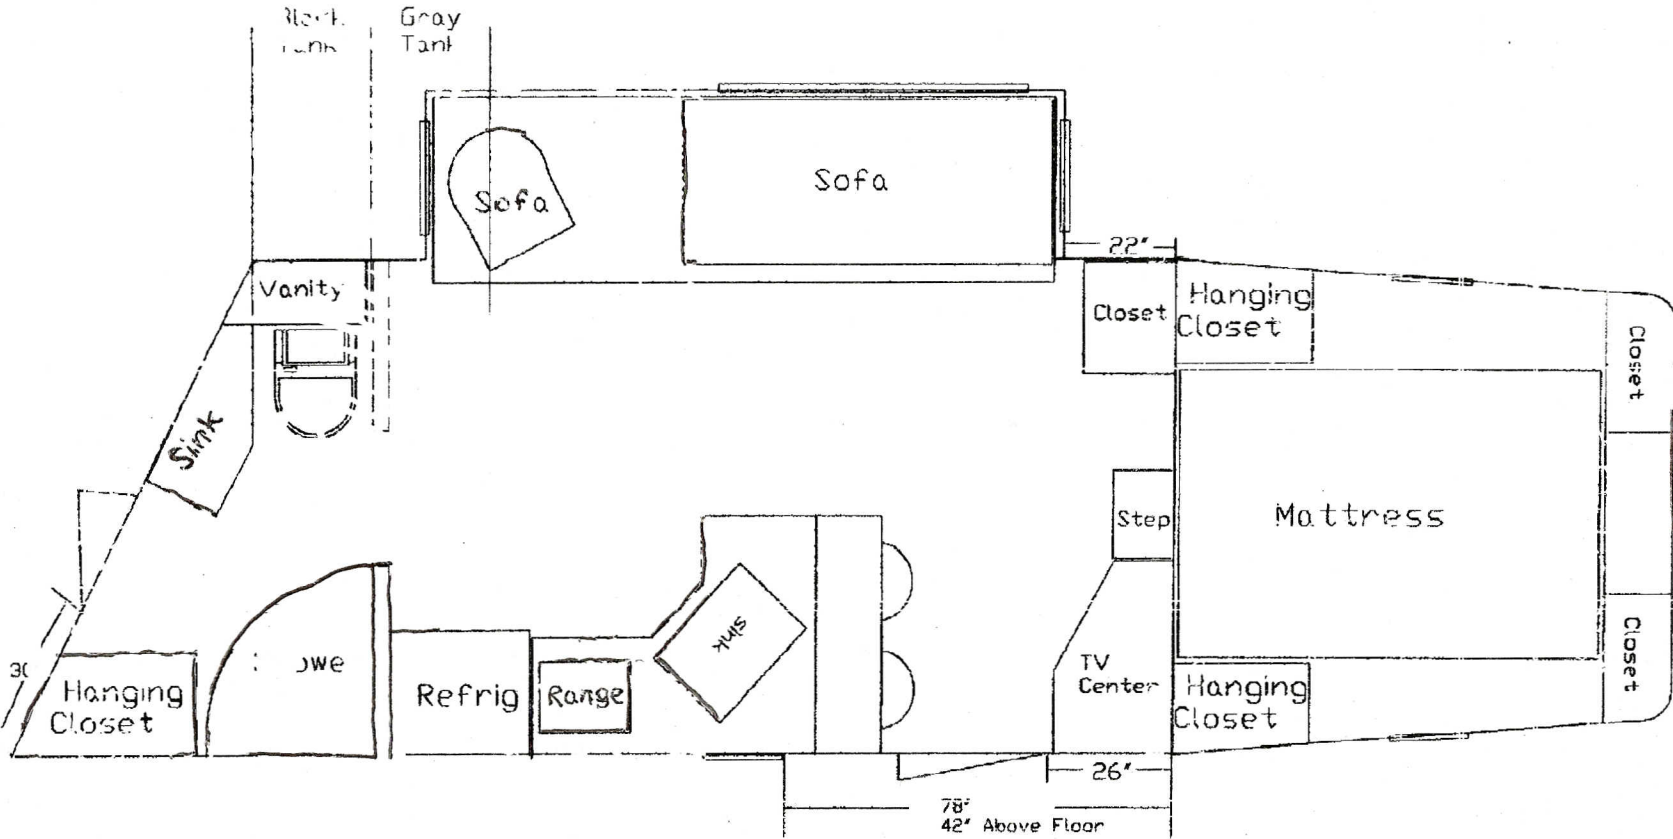 Gray
Tank
Sofa
Sofa
22"
Vanity
Closet
Hanging
Closet
Closet
Sink
Step
Mattress
sink
TV
Center
Hanging
Closet
Closet
Hanging
Closet
Refrig
Range
26"
78"
42" Above Floor